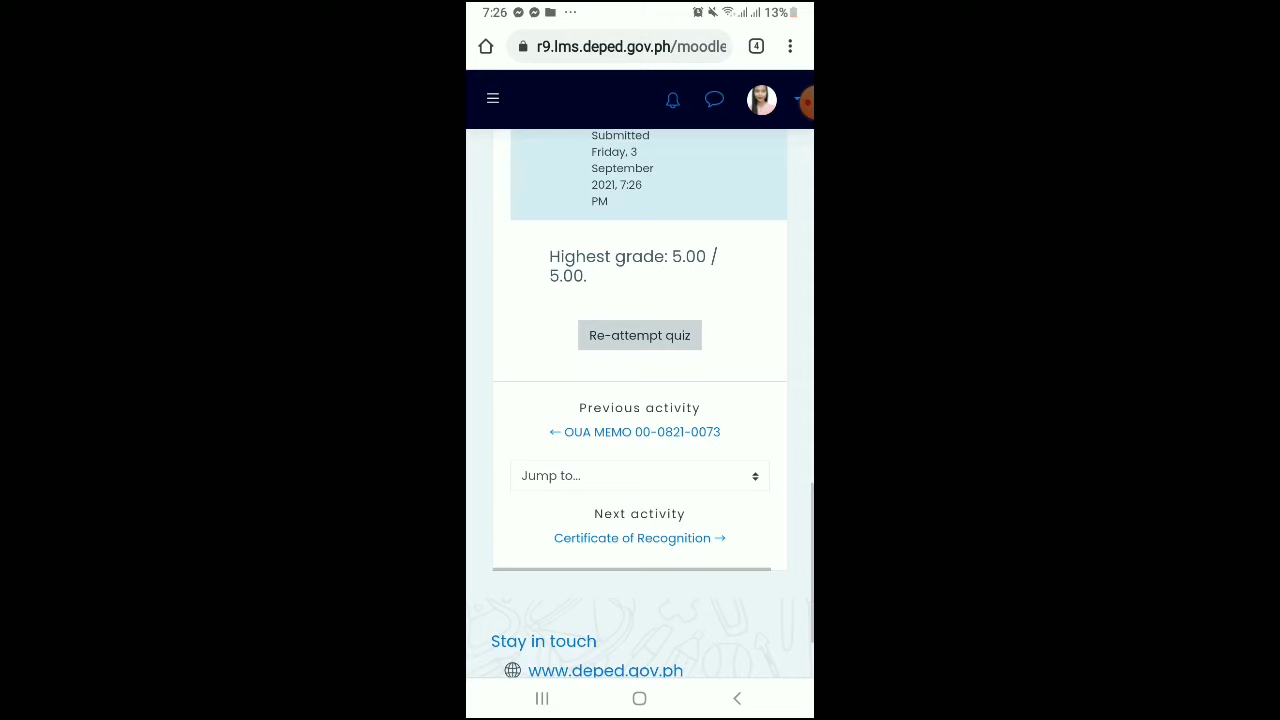 7:26
13%
r9.lms.deped.gov.ph/moodle
4
Submitted
Friday, 3
September
2021, 7:26
PM
Highest grade: 5.00 /
5.00.
Re-attempt quiz
Previous activity
← OUA MEMO 00-0821-0073
Jump to...
Next activity
Certificate of Recognition →
Stay in touch
www.deped.gov.ph